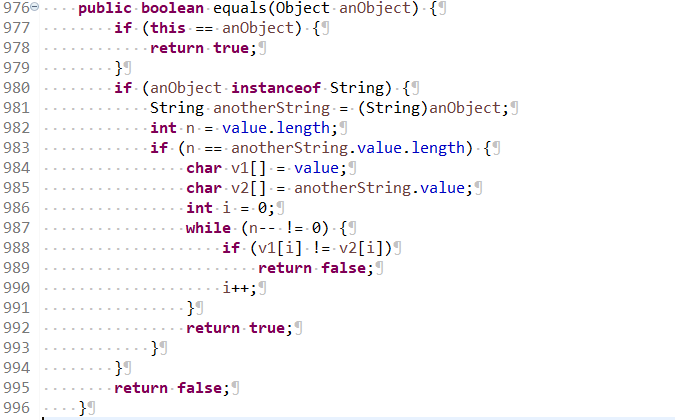 976 public boolean equals(Object anObject) {
977 if (this == anObject) {
978 return true;
979 }
980 if (anObject instanceof String) {
981 String anotherString = (String)anObject;
982 int n = value.length;
983 if (n == anotherString.value.length) {
984 char v1[] = value;
985 char v2[] = anotherString.value;
986 int i = 0;
987 while (n-- != 0) {
988 if (v1[i] != v2[i])
989 return false;
990 i++;
991 }
992 return true;
993 }
994 }
995 return false;
996 }